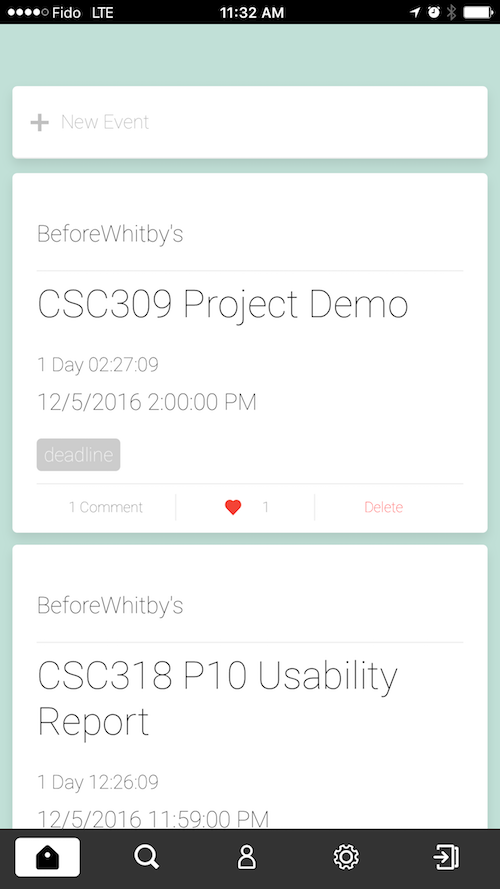 Fido LTE 11:32 AM
New Event
BeforeWhitby's
CSC309 Project Demo
1 Day 02:27:09
12/5/2016 2:00:00 PM
deadline
1 Comment 1 Delete
BeforeWhitby's
CSC318 P10 Usability
Report
1 Day 12:26:09
12/5/2016 11:59:00 PM